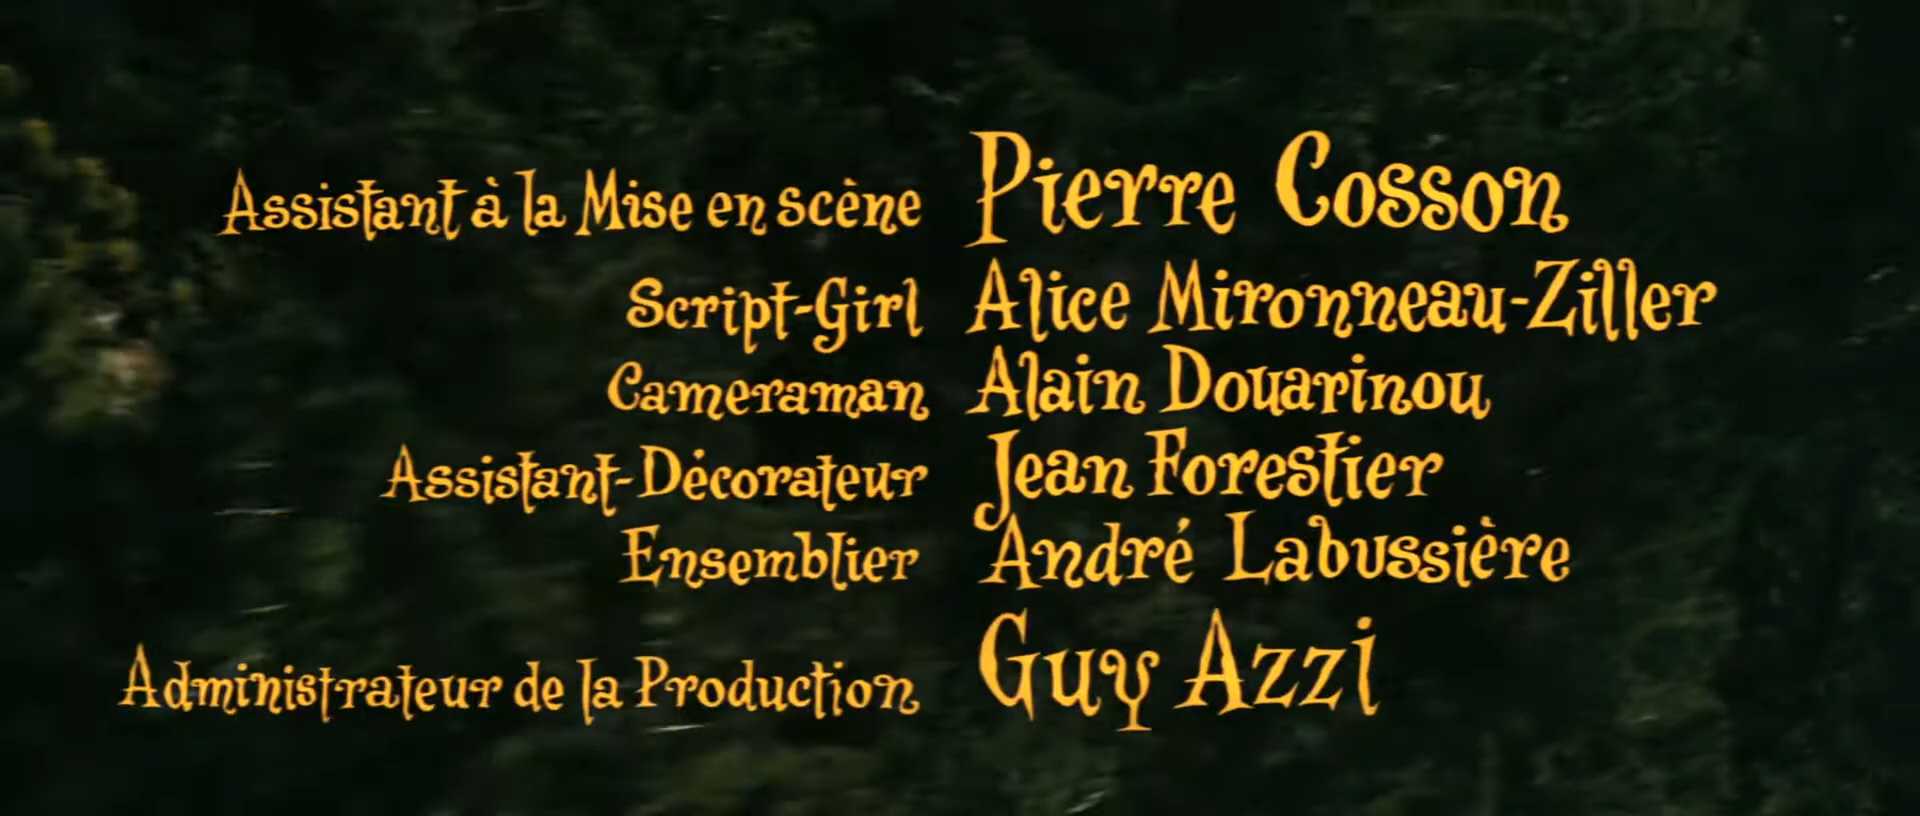 Assistant à la Mise en scène Pierre Cosson
Script-Girl Alice Mironneau-Ziller
Cameraman Alain Douarinou
Assistant-Décorateur Jean Forestier
Ensemblier André Labussière
Administrateur de la Production Guy Azzi